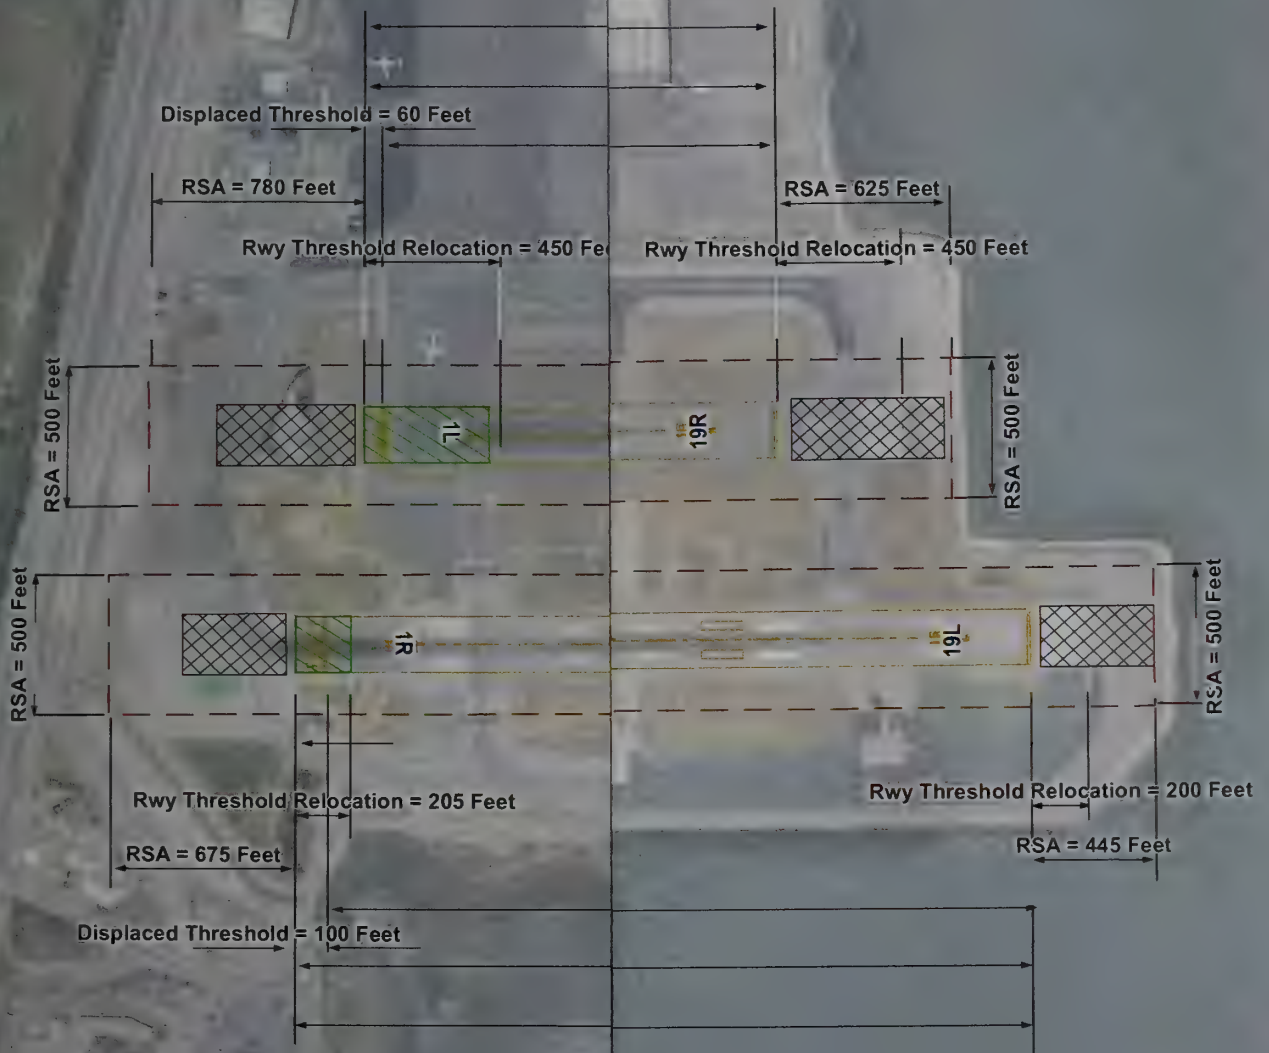 Displaced Threshold = 60 Feet
RSA = 780 Feet
RSA = 625 Feet
Rwy Threshold Relocation = 450 Fee
Rwy Threshold Relocation = 450 Feet
RSA = 500 Feet
1L
19R
RSA = 500 Feet
RSA = 500 Feet
1R
19L
RSA = 500 Feet
Rwy Threshold Relocation = 205 Feet
Rwy Threshold Relocation = 200 Feet
RSA = 675 Feet
RSA = 445 Feet
Displaced Threshold = 100 Feet